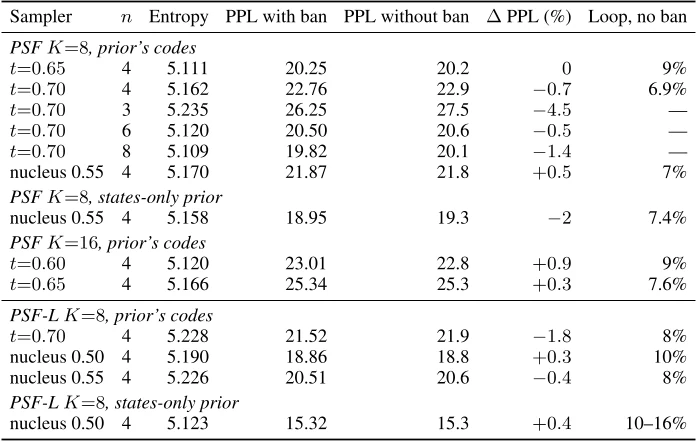 Sampler n Entropy PPL with ban PPL without ban Δ PPL (%) Loop, no ban
PSF K=8, prior's codes
t=0.65 4 5.111 20.25 20.2 0 9%
t=0.70 4 5.162 22.76 22.9 −0.7 6.9%
t=0.70 3 5.235 26.25 27.5 −4.5 —
t=0.70 6 5.120 20.50 20.6 −0.5 —
t=0.70 8 5.109 19.82 20.1 −1.4 —
nucleus 0.55 4 5.170 21.87 21.8 +0.5 7%
PSF K=8, states-only prior
nucleus 0.55 4 5.158 18.95 19.3 −2 7.4%
PSF K=16, prior's codes
t=0.60 4 5.120 23.01 22.8 +0.9 9%
t=0.65 4 5.166 25.34 25.3 +0.3 7.6%
PSF-L K=8, prior's codes
t=0.70 4 5.228 21.52 21.9 −1.8 8%
nucleus 0.50 4 5.190 18.86 18.8 +0.3 10%
nucleus 0.55 4 5.226 20.51 20.6 −0.4 8%
PSF-L K=8, states-only prior
nucleus 0.50 4 5.123 15.32 15.3 +0.4 10–16%